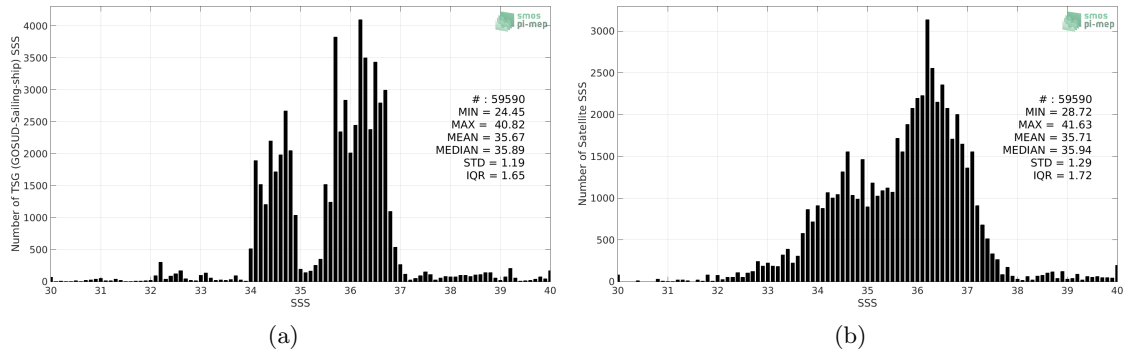 Number of TSG (GOSUD-Sailing-ship) SSS
4000
3500
3000
2500
2000
1500
1000
500
0
30 31 32 33 34 35 36 37 38 39 40
SSS
smos
pi-mep
# : 59590
MIN = 24.45
MAX = 40.82
MEAN = 35.67
MEDIAN = 35.89
STD = 1.19
IQR = 1.65
(a)
Number of Satellite SSS
3000
2500
2000
1500
1000
500
0
30 31 32 33 34 35 36 37 38 39 40
SSS
smos
pi-mep
# : 59590
MIN = 28.72
MAX = 41.63
MEAN = 35.71
MEDIAN = 35.94
STD = 1.29
IQR = 1.72
(b)